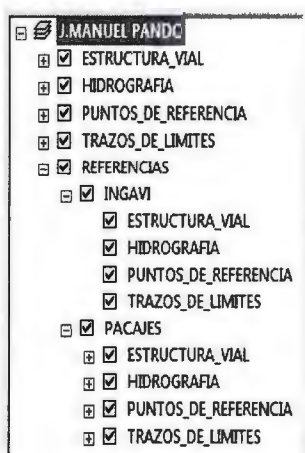 J.MANUEL PANDO
ESTRUCTURA_VIAL
HIDROGRAFIA
PUNTOS_DE_REFERENCIA
TRAZOS_DE_LIMITES
REFERENCIAS
INGAVI
ESTRUCTURA_VIAL
HIDROGRAFIA
PUNTOS_DE_REFERENCIA
TRAZOS_DE_LIMITES
PACAJES
ESTRUCTURA_VIAL
HIDROGRAFIA
PUNTOS_DE_REFERENCIA
TRAZOS_DE_LIMITES